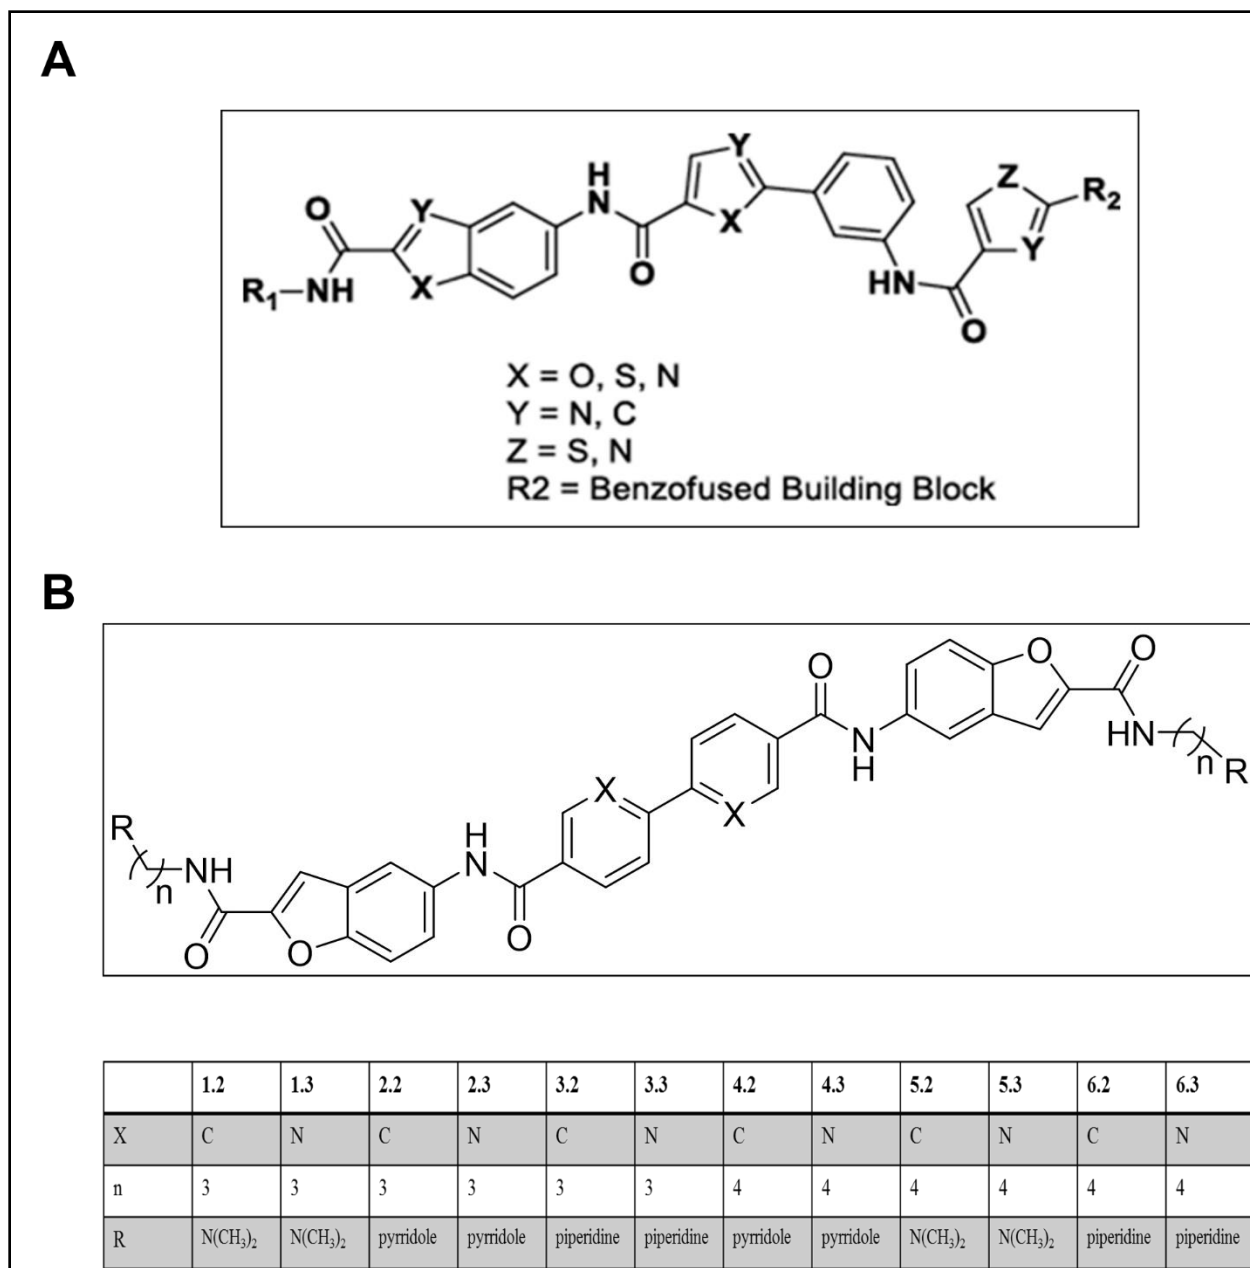 A
O
Y
H
N
Y
X
O
Z
R2
Y
R1—NH
X
O
HN
O
X = O, S, N
Y = N, C
Z = S, N
R2 = Benzofused Building Block
B
O
O
O
N
H
HN
n
R
X
X
R
n
NH
H
N
O
O
O
1.2 1.3 2.2 2.3 3.2 3.3 4.2 4.3 5.2 5.3 6.2 6.3
X C N C N C N C N C N C N
n 3 3 3 3 3 3 4 4 4 4 4 4
R N(CH3)2 N(CH3)2 pyrridole pyrridole piperidine piperidine pyrridole pyrridole N(CH3)2 N(CH3)2 piperidine piperidine